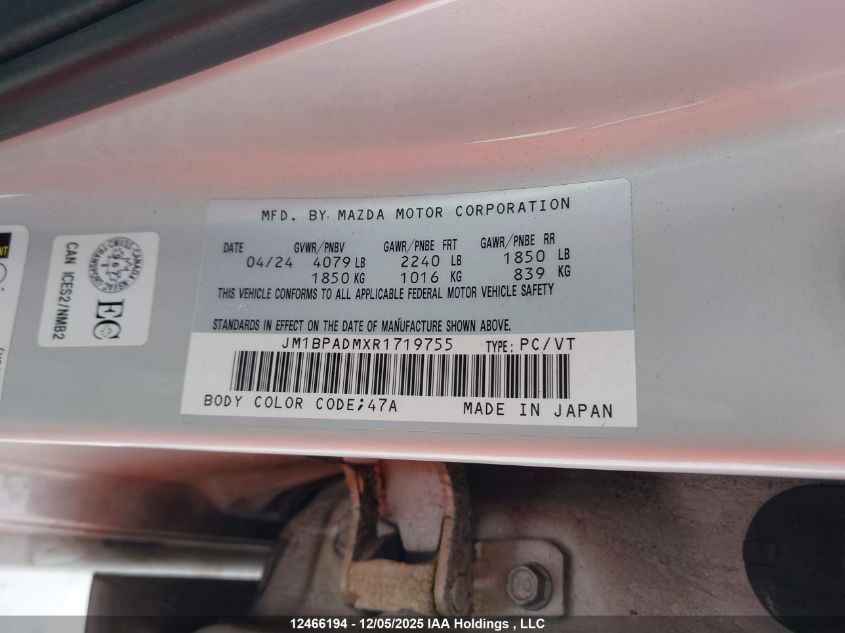 MFD. BY MAZDA MOTOR CORPORATION
DATE GVWR/PNBV GAWR/PNBE FRT GAWR/PNBE RR
04/24 4079 LB 2240 LB 1850 LB
1850 KG 1016 KG 839 KG
THIS VEHICLE CONFORMS TO ALL APPLICABLE FEDERAL MOTOR VEHICLE SAFETY
STANDARDS IN EFFECT ON THE DATE OF MANUFACTURE SHOWN ABOVE.
JM1BPADMXR1719755 TYPE: PC/VT
BODY COLOR CODE;47A MADE IN JAPAN
CAN ICES2/NMB2
EC
12466194 - 12/05/2025 IAA Holdings , LLC